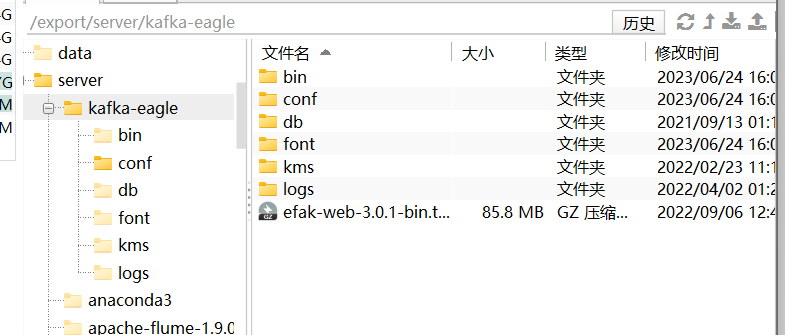 /export/server/kafka-eagle
历史
data
server
kafka-eagle
bin
conf
db
font
kms
logs
anaconda3
apache-flume-1.9.0
文件名 大小 类型 修改时间
bin 文件夹 2023/06/24 16:0
conf 文件夹 2023/06/24 16:0
db 文件夹 2021/09/13 01:1
font 文件夹 2023/06/24 16:0
kms 文件夹 2022/02/23 11:1
logs 文件夹 2022/04/02 01:2
efak-web-3.0.1-bin.t... 85.8 MB GZ 压缩... 2022/09/06 12:4